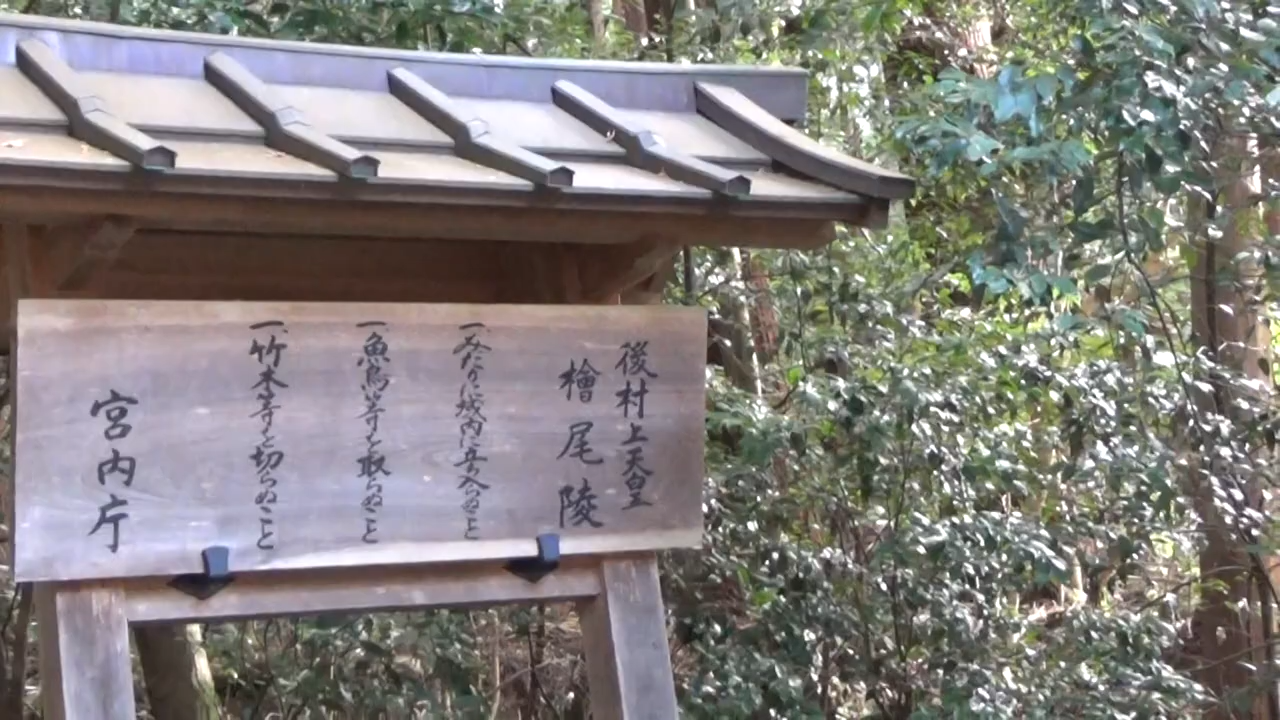 後村上天皇
檜尾陵
一、みだりに域内に立入らぬこと
一、魚鳥等を取らぬこと
一、竹木等を切らぬこと
宮内庁